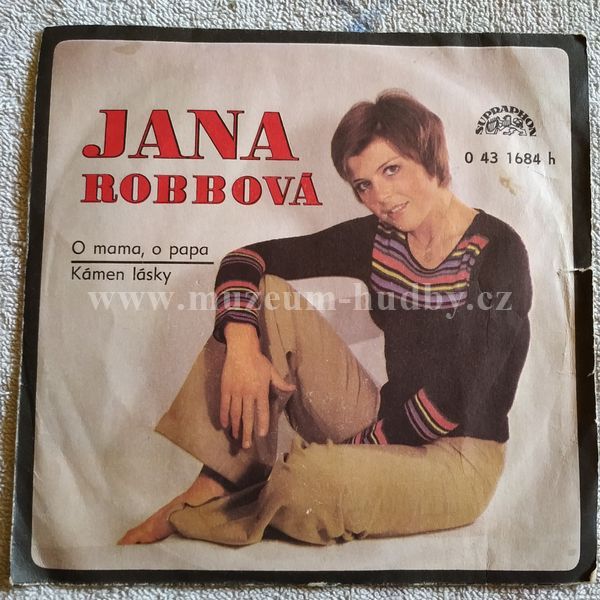 JANA
ROBBOVÁ
SUPRAPHON
0 43 1684 h
O mama, o papa
Kámen lásky
www.muzeum-hudby.cz